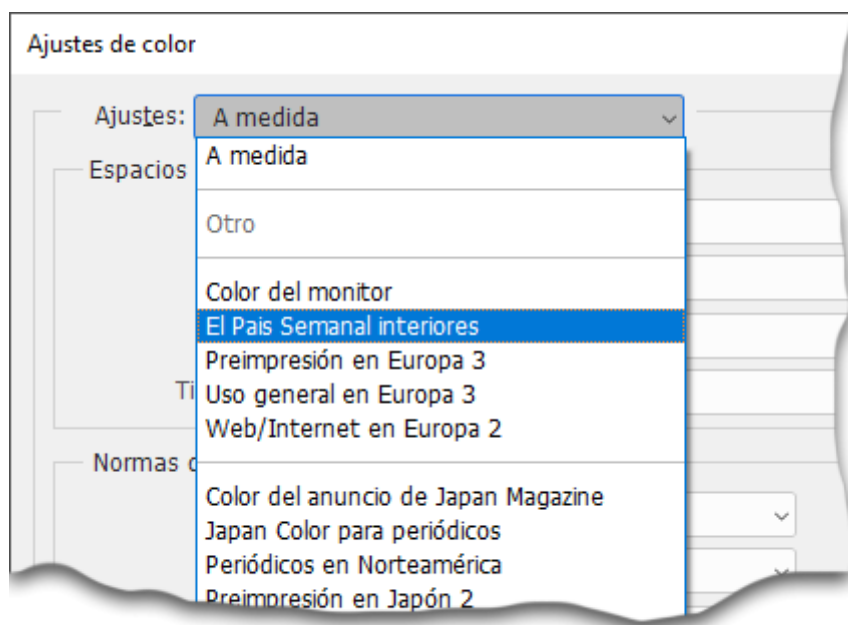 Ajustes de color
Ajustes: A medida
A medida
Espacios
Otro
Color del monitor
El Pais Semanal interiores
Preimpresión en Europa 3
Uso general en Europa 3
Ti
Web/Internet en Europa 2
Normas
Color del anuncio de Japan Magazine
Japan Color para periódicos
Periódicos en Norteamérica
Preimpresión en Japón 2